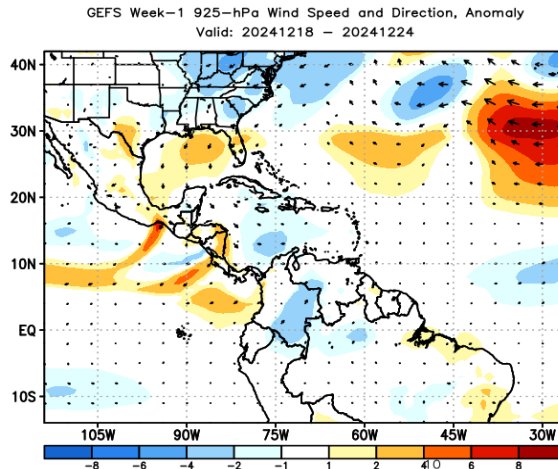 GEFS Week-1 925-hPa Wind Speed and Direction, Anomaly
Valid: 20241218 - 20241224
40N
30N
20N
10N
EQ
10S
105W 90W 75W 60W 45W 30W
-8 -6 -4 -2 -1 1 2 4 10 6 8